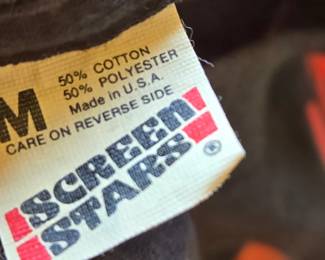 M
50% COTTON
50% POLYESTER
Made in U.S.A.
CARE ON REVERSE SIDE
SCREEN
STARS
®